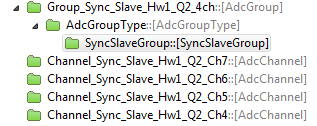 Group_Sync_Slave_Hw1_Q2_4ch::[AdcGroup]
AdcGroupType::[AdcGroupType]
SyncSlaveGroup::[SyncSlaveGroup]
Channel_Sync_Slave_Hw1_Q2_Ch7::[AdcChannel]
Channel_Sync_Slave_Hw1_Q2_Ch6::[AdcChannel]
Channel_Sync_Slave_Hw1_Q2_Ch5::[AdcChannel]
Channel_Sync_Slave_Hw1_Q2_Ch4::[AdcChannel]